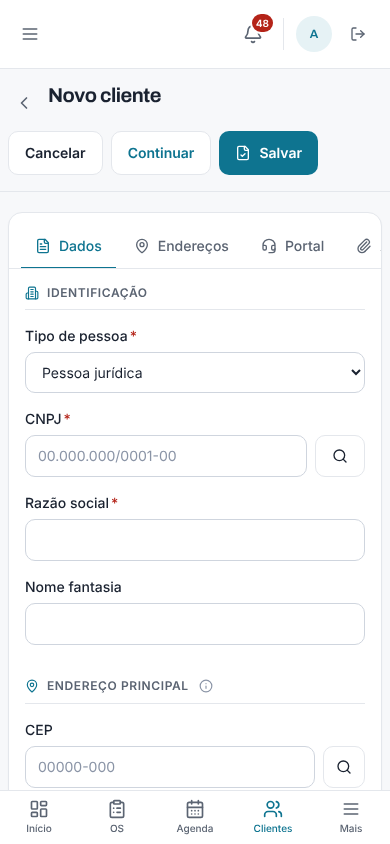 48
A
Novo cliente
Cancelar
Continuar
Salvar
Dados
Endereços
Portal
IDENTIFICAÇÃO
Tipo de pessoa*
Pessoa jurídica
CNPJ*
00.000.000/0001-00
Razão social*
Nome fantasia
ENDEREÇO PRINCIPAL
CEP
00000-000
Início
OS
Agenda
Clientes
Mais